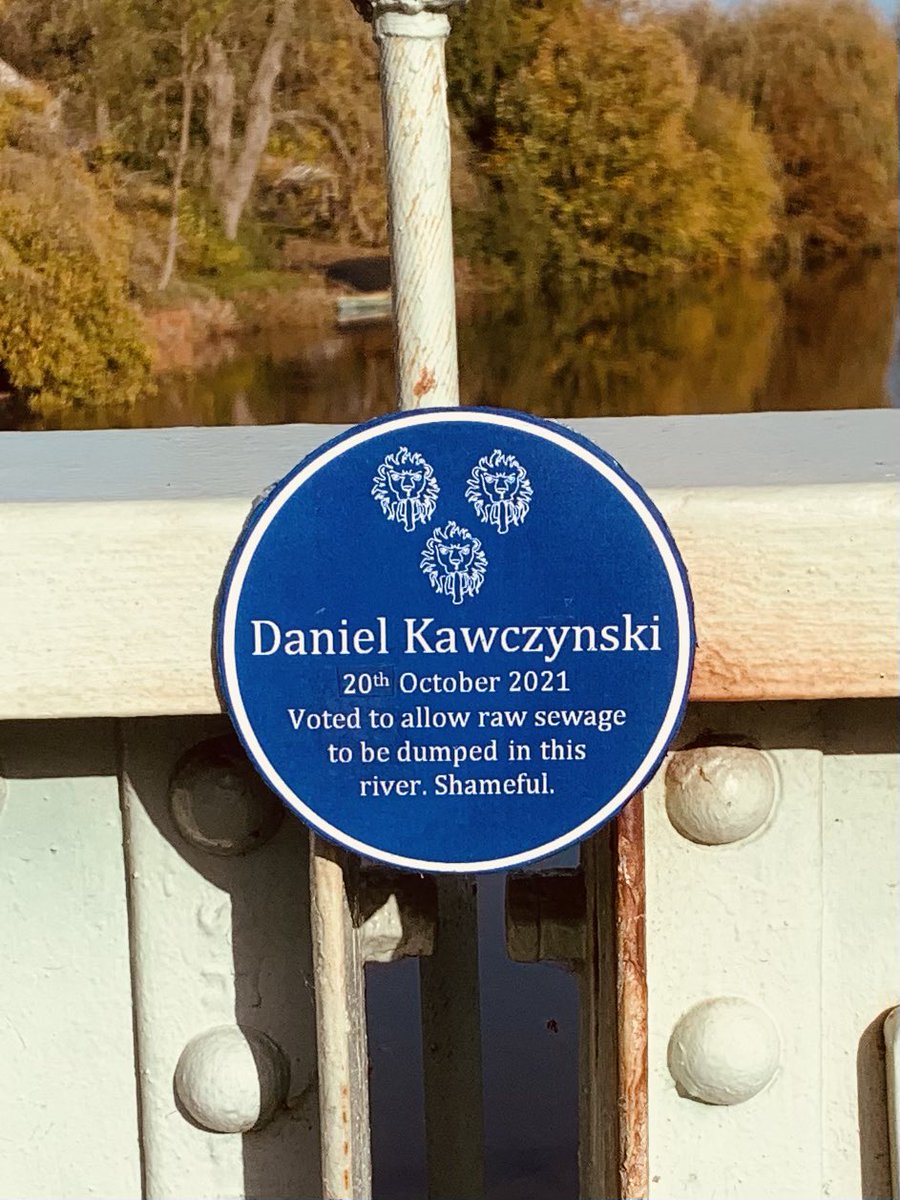 Daniel Kawczynski
20th October 2021
Voted to allow raw sewage
to be dumped in this
river. Shameful.